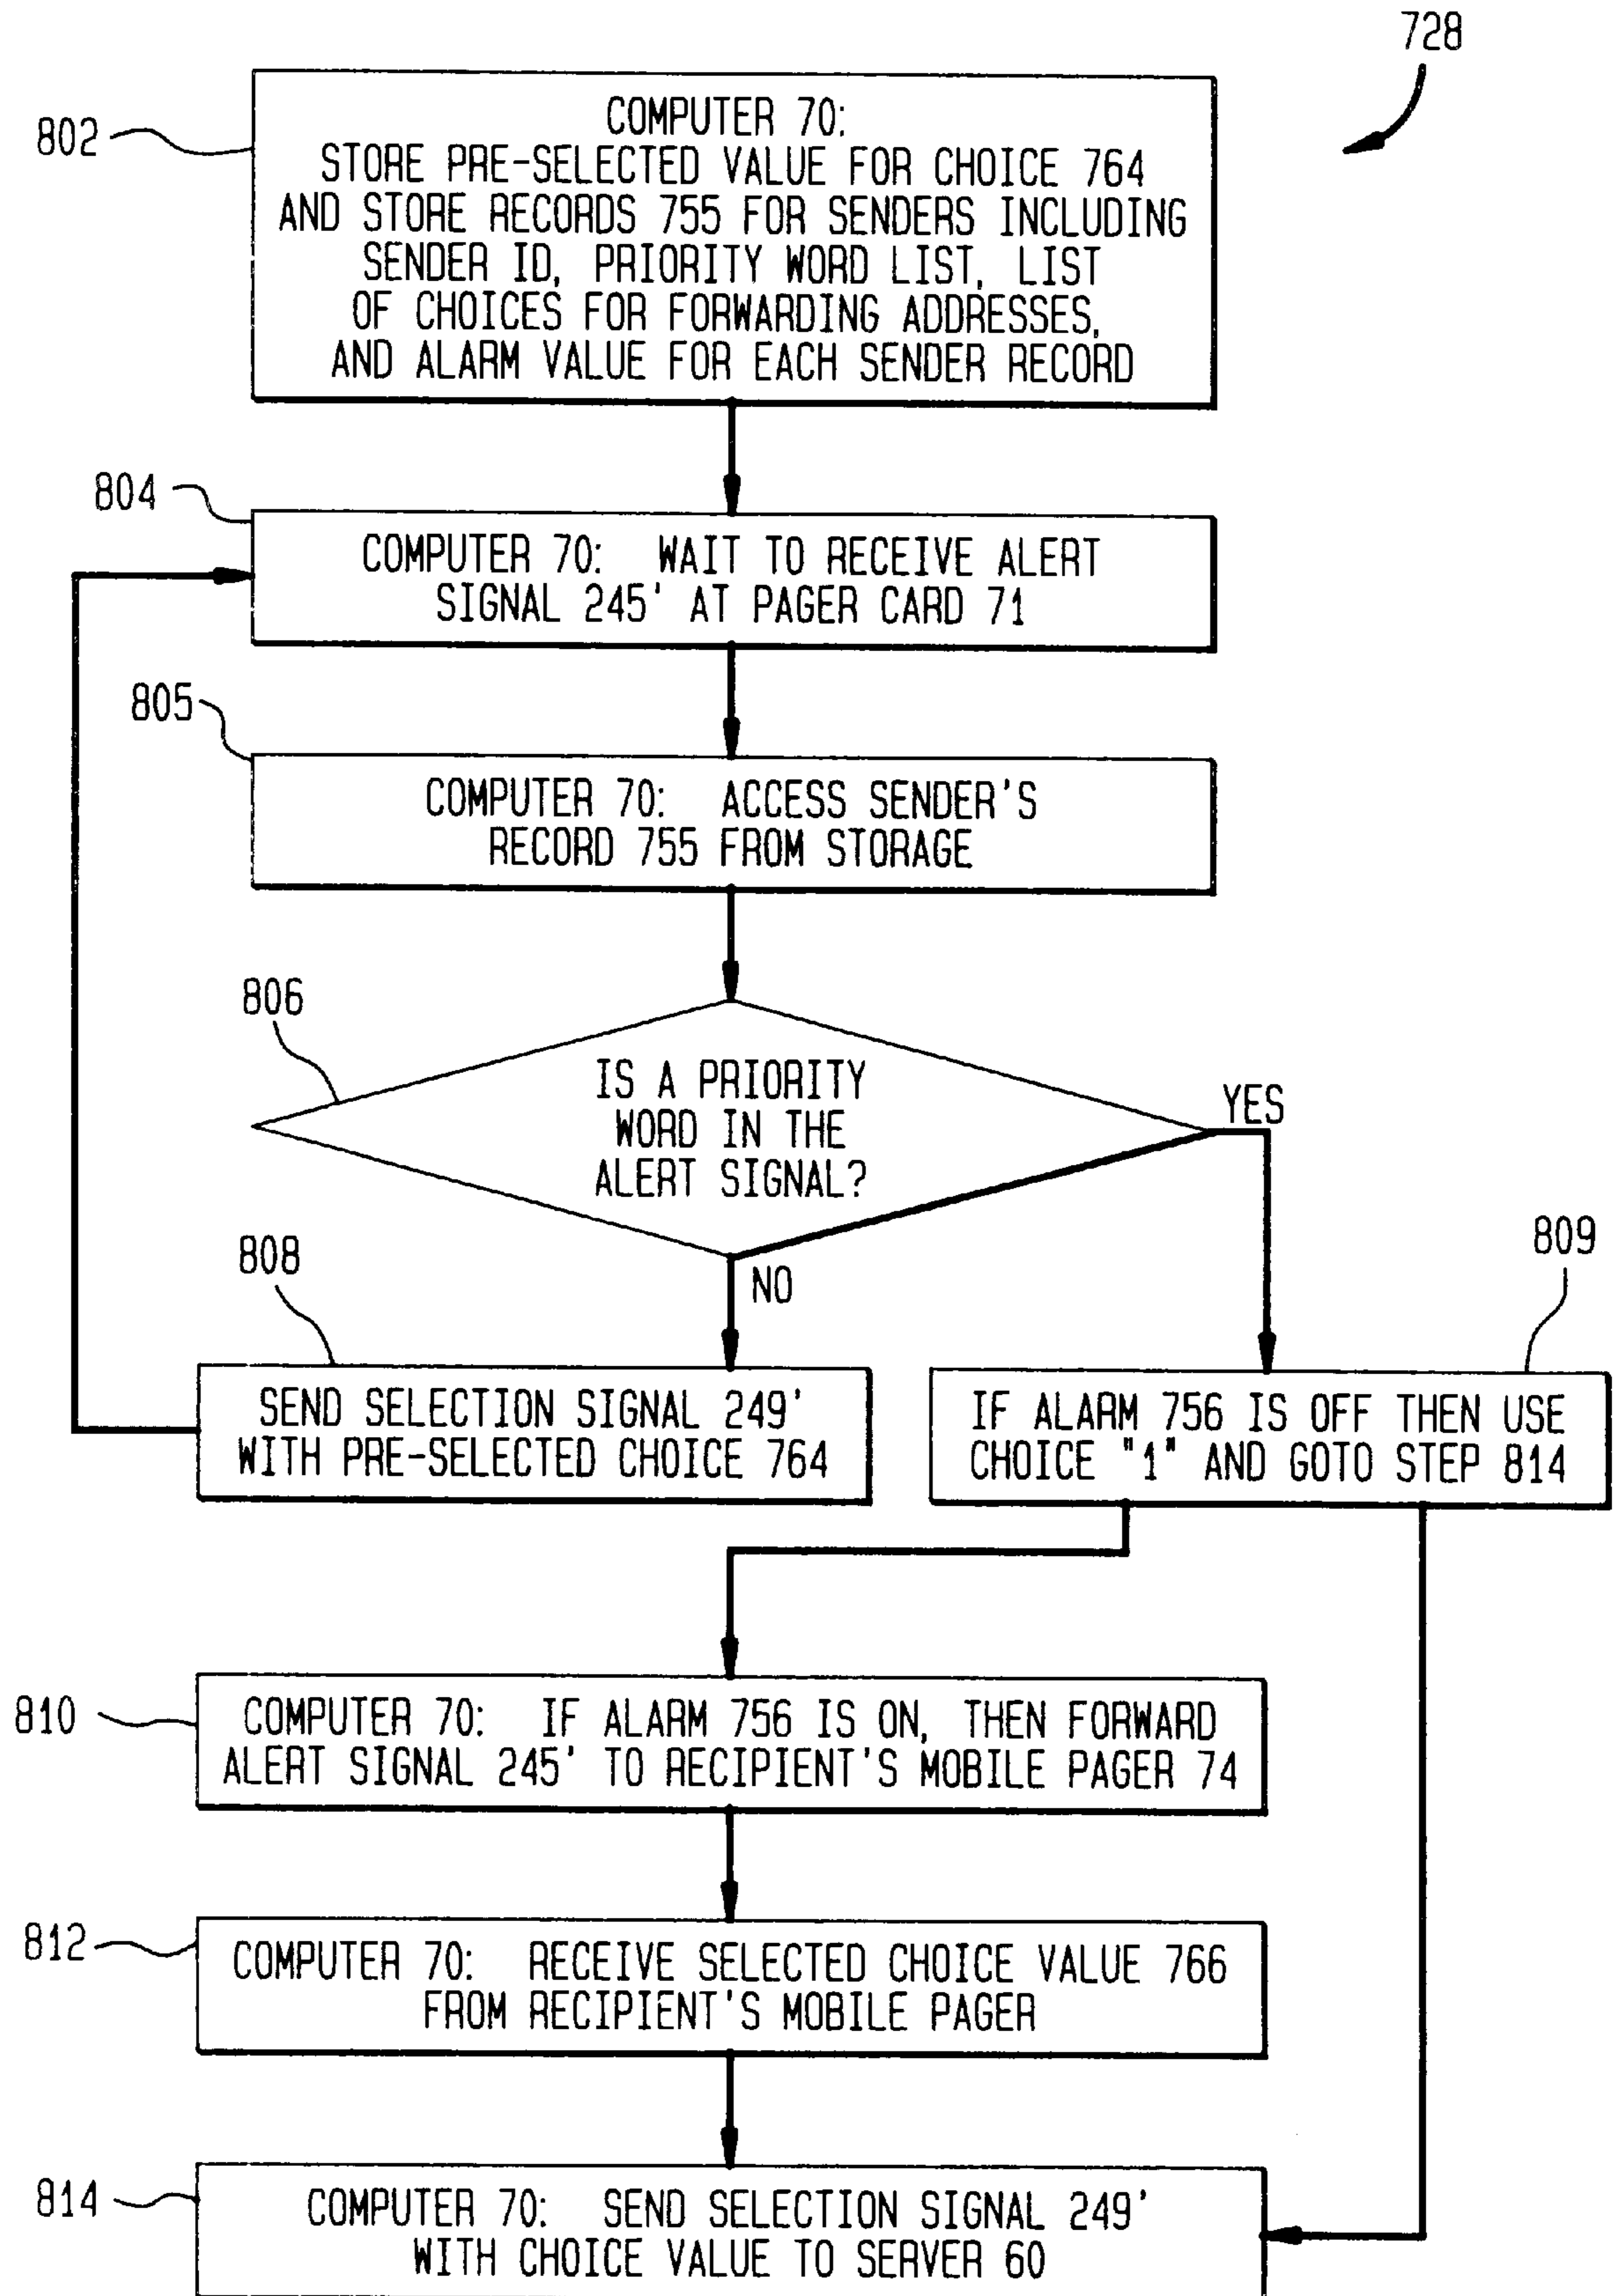 728
802
COMPUTER 70:
STORE PRE-SELECTED VALUE FOR CHOICE 764
AND STORE RECORDS 755 FOR SENDERS INCLUDING
SENDER ID, PRIORITY WORD LIST, LIST
OF CHOICES FOR FORWARDING ADDRESSES,
AND ALARM VALUE FOR EACH SENDER RECORD
804
COMPUTER 70: WAIT TO RECEIVE ALERT
SIGNAL 245' AT PAGER CARD 71
805
COMPUTER 70: ACCESS SENDER'S
RECORD 755 FROM STORAGE
806
IS A PRIORITY
WORD IN THE
ALERT SIGNAL?
YES
NO
808
SEND SELECTION SIGNAL 249'
WITH PRE-SELECTED CHOICE 764
809
IF ALARM 756 IS OFF THEN USE
CHOICE "1" AND GOTO STEP 814
810
COMPUTER 70: IF ALARM 756 IS ON, THEN FORWARD
ALERT SIGNAL 245' TO RECIPIENT'S MOBILE PAGER 74
812
COMPUTER 70: RECEIVE SELECTED CHOICE VALUE 766
FROM RECIPIENT'S MOBILE PAGER
814
COMPUTER 70: SEND SELECTION SIGNAL 249'
WITH CHOICE VALUE TO SERVER 60